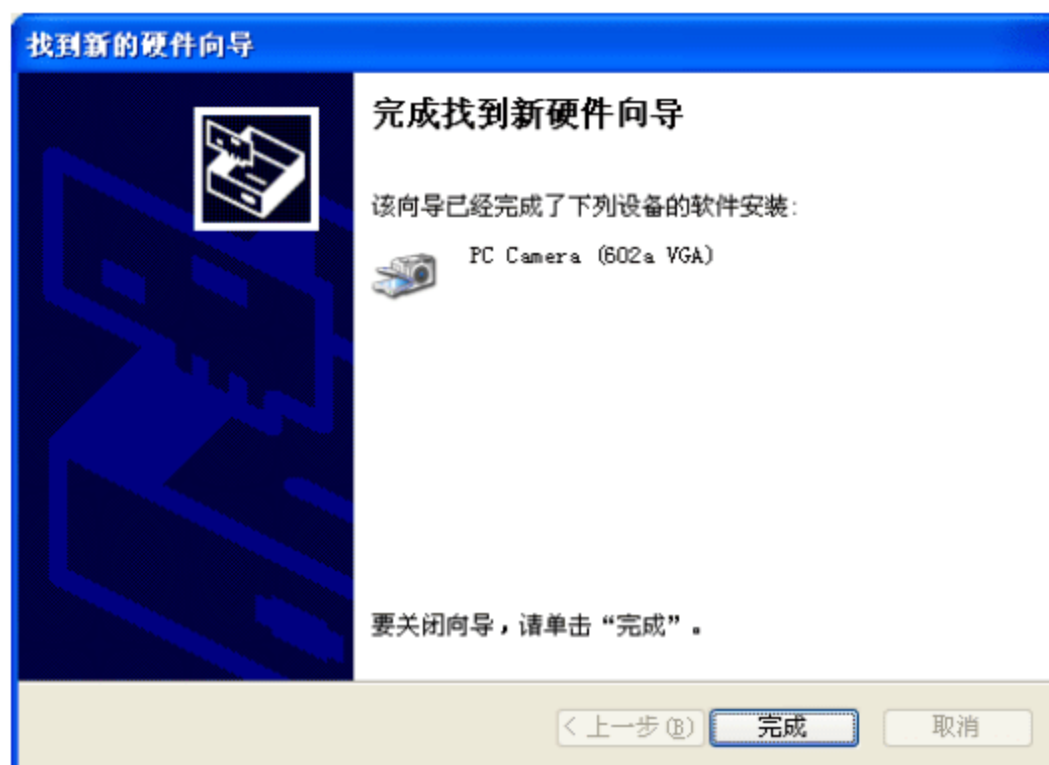 找到新的硬件向导
完成找到新硬件向导
该向导已经完成了下列设备的软件安装:
PC Camera (602a VGA)
要关闭向导，请单击“完成”。
< 上一步(B)
完成
取消